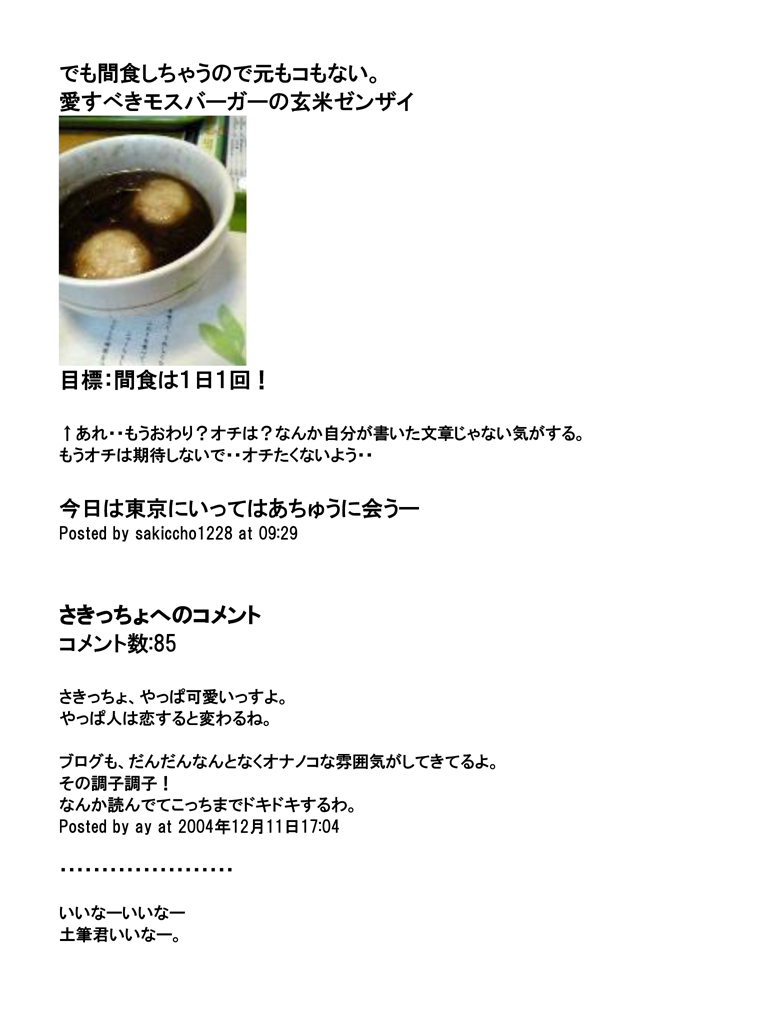 でも間食しちゃうので元もコもない。
愛すべきモスバーガーの玄米ゼンザイ
目標：間食は１日１回！
↑あれ・・もうおわり？オチは？なんか自分が書いた文章じゃない気がする。
もうオチは期待しないで・・オチたくないよう・・
今日は東京にいってはあちゅうに会うー
Posted by sakiccho1228 at 09:29
さきっちょへのコメント
コメント数:85
さきっちょ、やっぱ可愛いっすよ。
やっぱ人は恋すると変わるね。
ブログも、だんだんなんとなくオナノコな雰囲気がしてきてるよ。
その調子調子！
なんか読んでてこっちまでドキドキするわ。
Posted by ay at 2004年12月11日17:04
・・・・・・・・・・・・・・・・・・・・・
いいなーいいなー
土筆君いいなー。